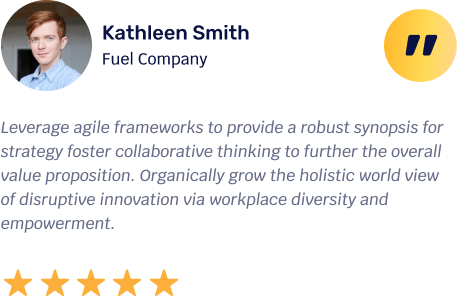 Kathleen Smith
Fuel Company
"
Leverage agile frameworks to provide a robust synopsis for
strategy foster collaborative thinking to further the overall
value proposition. Organically grow the holistic world view
of disruptive innovation via workplace diversity and
empowerment.